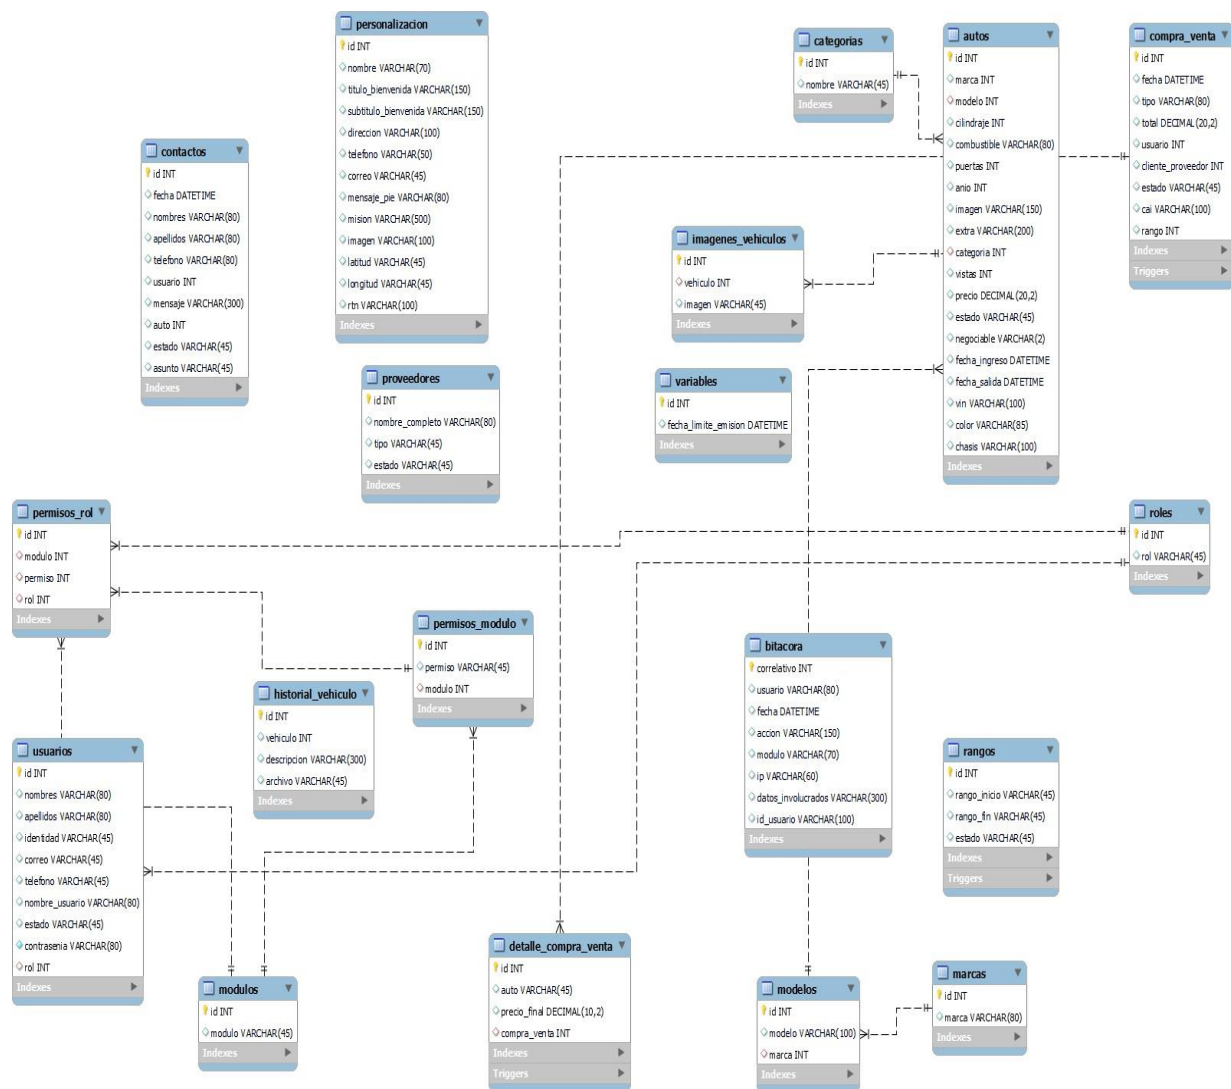 personalizacion
id INT
nombre VARCHAR(70)
titulo_bienvenida VARCHAR(150)
subtitulo_bienvenida VARCHAR(150)
direccion VARCHAR(100)
telefono VARCHAR(50)
correo VARCHAR(45)
mensaje_pie VARCHAR(80)
mision VARCHAR(500)
imagen VARCHAR(100)
latitud VARCHAR(45)
longitud VARCHAR(45)
rtn VARCHAR(100)
Indexes
categorias
id INT
nombre VARCHAR(45)
Indexes
autos
id INT
marca INT
modelo INT
cilindraje INT
combustible VARCHAR(80)
puertas INT
anio INT
imagen VARCHAR(150)
extra VARCHAR(200)
categoria INT
vistas INT
precio DECIMAL(20,2)
estado VARCHAR(45)
negociable VARCHAR(2)
fecha_ingreso DATETIME
fecha_salida DATETIME
vin VARCHAR(100)
color VARCHAR(85)
chasis VARCHAR(100)
Indexes
compra_venta
id INT
fecha DATETIME
tipo VARCHAR(80)
total DECIMAL(20,2)
usuario INT
cliente_proveedor INT
estado VARCHAR(45)
cai VARCHAR(100)
rango INT
Indexes
Triggers
contactos
id INT
fecha DATETIME
nombres VARCHAR(80)
apellidos VARCHAR(80)
telefono VARCHAR(80)
usuario INT
mensaje VARCHAR(300)
auto INT
estado VARCHAR(45)
asunto VARCHAR(45)
Indexes
imagenes_vehiculos
id INT
vehiculo INT
imagen VARCHAR(45)
Indexes
proveedores
id INT
nombre_completo VARCHAR(80)
tipo VARCHAR(45)
estado VARCHAR(45)
Indexes
variables
id INT
fecha_limite_emision DATETIME
Indexes
permisos_rol
id INT
modulo INT
permiso INT
rol INT
Indexes
roles
id INT
rol VARCHAR(45)
Indexes
permisos_modulo
id INT
permiso VARCHAR(45)
modulo INT
Indexes
bitacora
correlativo INT
usuario VARCHAR(80)
fecha DATETIME
accion VARCHAR(150)
modulo VARCHAR(70)
ip VARCHAR(60)
datos_involucrados VARCHAR(300)
id_usuario VARCHAR(100)
Indexes
historial_vehiculo
id INT
vehiculo INT
descripcion VARCHAR(300)
archivo VARCHAR(45)
Indexes
usuarios
id INT
nombres VARCHAR(80)
apellidos VARCHAR(80)
identidad VARCHAR(45)
correo VARCHAR(45)
telefono VARCHAR(45)
nombre_usuario VARCHAR(80)
estado VARCHAR(45)
contrasenia VARCHAR(80)
rol INT
Indexes
rangos
id INT
rango_inicio VARCHAR(45)
rango_fin VARCHAR(45)
estado VARCHAR(45)
Indexes
Triggers
modulos
id INT
modulo VARCHAR(45)
Indexes
detalle_compra_venta
id INT
auto VARCHAR(45)
precio_final DECIMAL(10,2)
compra_venta INT
Indexes
Triggers
modelos
id INT
modelo VARCHAR(100)
marca INT
Indexes
marcas
id INT
marca VARCHAR(80)
Indexes